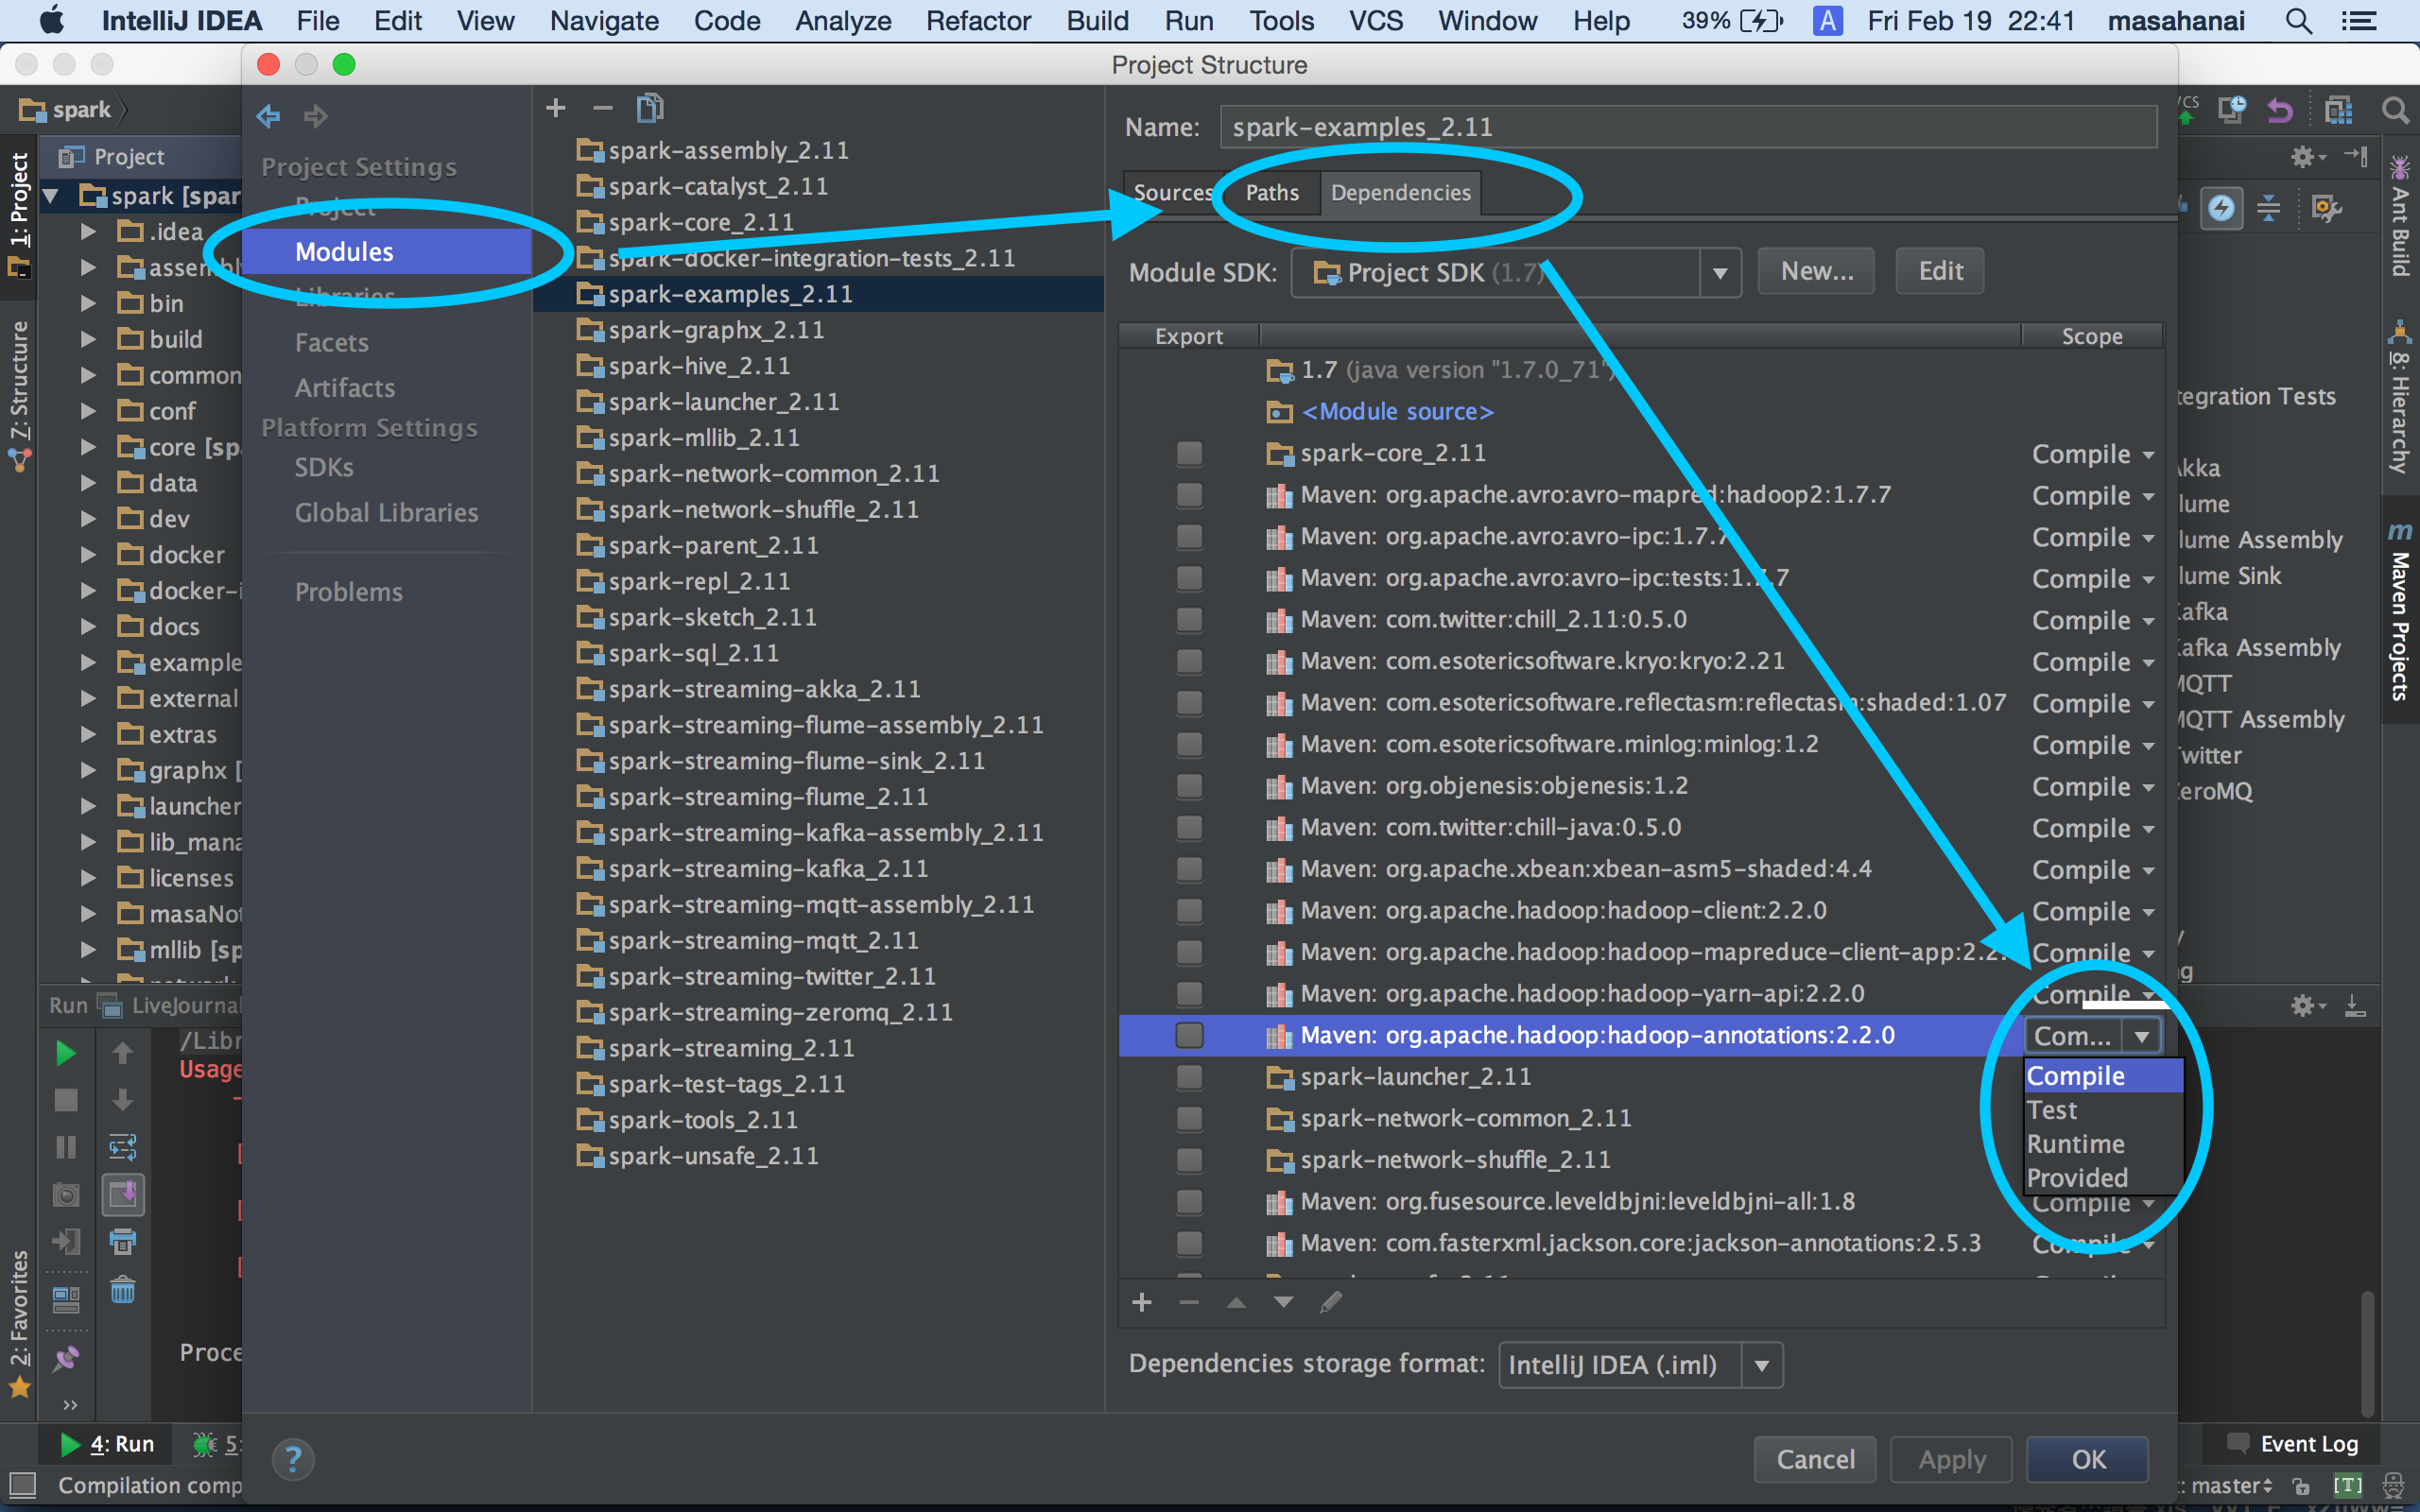 IntelliJ IDEA File Edit View Navigate Code Analyze Refactor Build Run Tools VCS Window Help 39% A Fri Feb 19 22:41 masahanai
Project Structure
spark
Project
1: Project
Z: Structure
2: Favorites
spark [spar
.idea
assembly
bin
build
common
conf
core [sp
data
dev
docker
docker-i
docs
example
external
extras
graphx [
launcher
lib_mana
licenses
masaNot
mllib [sp
network
Run LiveJournal
/Libr
Usage
Proce
4: Run 5:
Compilation comp
Project Settings
Project
Modules
Libraries
Facets
Artifacts
Platform Settings
SDKs
Global Libraries
Problems
spark-assembly_2.11
spark-catalyst_2.11
spark-core_2.11
spark-docker-integration-tests_2.11
spark-examples_2.11
spark-graphx_2.11
spark-hive_2.11
spark-launcher_2.11
spark-mllib_2.11
spark-network-common_2.11
spark-network-shuffle_2.11
spark-parent_2.11
spark-repl_2.11
spark-sketch_2.11
spark-sql_2.11
spark-streaming-akka_2.11
spark-streaming-flume-assembly_2.11
spark-streaming-flume-sink_2.11
spark-streaming-flume_2.11
spark-streaming-kafka-assembly_2.11
spark-streaming-kafka_2.11
spark-streaming-mqtt-assembly_2.11
spark-streaming-mqtt_2.11
spark-streaming-twitter_2.11
spark-streaming-zeromq_2.11
spark-streaming_2.11
spark-test-tags_2.11
spark-tools_2.11
spark-unsafe_2.11
Name: spark-examples_2.11
Sources Paths Dependencies
Module SDK: Project SDK (1.7) New... Edit
Export Scope
1.7 (java version "1.7.0_71")
<Module source>
spark-core_2.11 Compile
Maven: org.apache.avro:avro-mapred:hadoop2:1.7.7 Compile
Maven: org.apache.avro:avro-ipc:1.7.7 Compile
Maven: org.apache.avro:avro-ipc:tests:1.7.7 Compile
Maven: com.twitter:chill_2.11:0.5.0 Compile
Maven: com.esotericsoftware.kryo:kryo:2.21 Compile
Maven: com.esotericsoftware.reflectasm:reflectasm:shaded:1.07 Compile
Maven: com.esotericsoftware.minlog:minlog:1.2 Compile
Maven: org.objenesis:objenesis:1.2 Compile
Maven: com.twitter:chill-java:0.5.0 Compile
Maven: org.apache.xbean:xbean-asm5-shaded:4.4 Compile
Maven: org.apache.hadoop:hadoop-client:2.2.0 Compile
Maven: org.apache.hadoop:hadoop-mapreduce-client-app:2.2. Compile
Maven: org.apache.hadoop:hadoop-yarn-api:2.2.0 Compile
Maven: org.apache.hadoop:hadoop-annotations:2.2.0 Com...
spark-launcher_2.11 Compile
spark-network-common_2.11 Test
spark-network-shuffle_2.11 Runtime
Provided
Maven: org.fusesource.leveldbjni:leveldbjni-all:1.8 Compile
Maven: com.fasterxml.jackson.core:jackson-annotations:2.5.3 Compile
Dependencies storage format: IntelliJ IDEA (.iml)
? Cancel Apply OK
VCS
tegration Tests
Akka
lume
lume Assembly
lume Sink
Kafka
Kafka Assembly
MQTT
MQTT Assembly
Twitter
ZeroMQ
ng
Ant Build
8: Hierarchy
m Maven Projects
Event Log
: master [T]